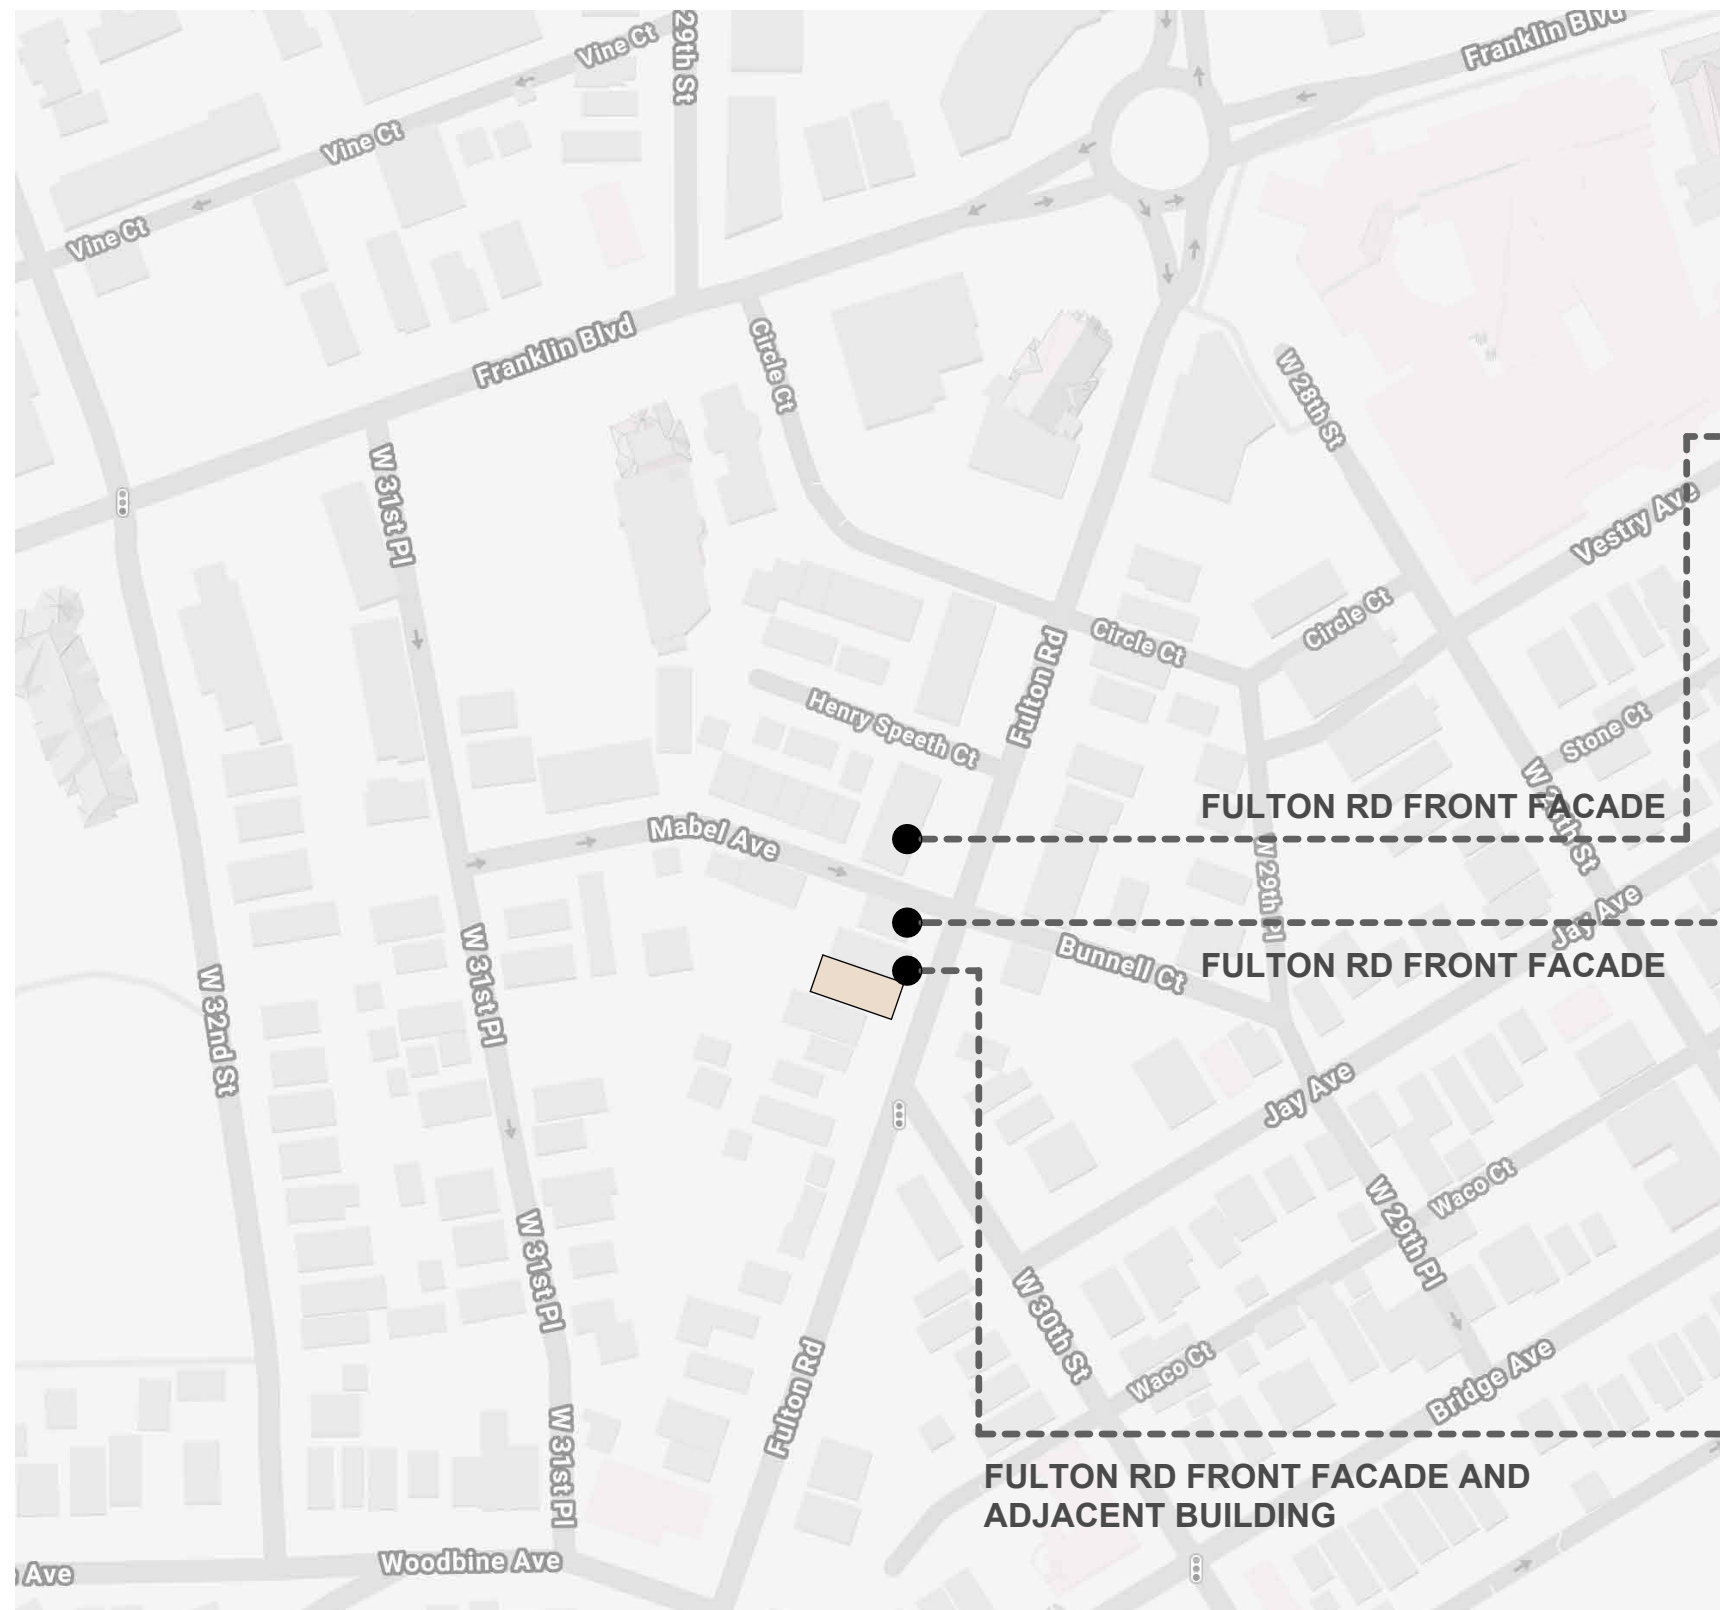 29th St
Vine Ct
Franklin Blvd
Vine Ct
Vine Ct
Franklin Blvd
Circle Ct
W 28th St
W 31st Pl
Vestry Ave
Circle Ct
Circle Ct
Fulton Rd
Henry Speeth Ct
Stone Ct
FULTON RD FRONT FACADE
Mabel Ave
W 29th Pl
Jay Ave
W 31st Pl
Bunnell Ct
FULTON RD FRONT FACADE
W 32nd St
Jay Ave
Waco Ct
W 29th Pl
W 31st Pl
W 30th St
Waco Ct
Bridge Ave
Fulton Rd
W 31st Pl
FULTON RD FRONT FACADE AND
ADJACENT BUILDING
Woodbine Ave
Ave